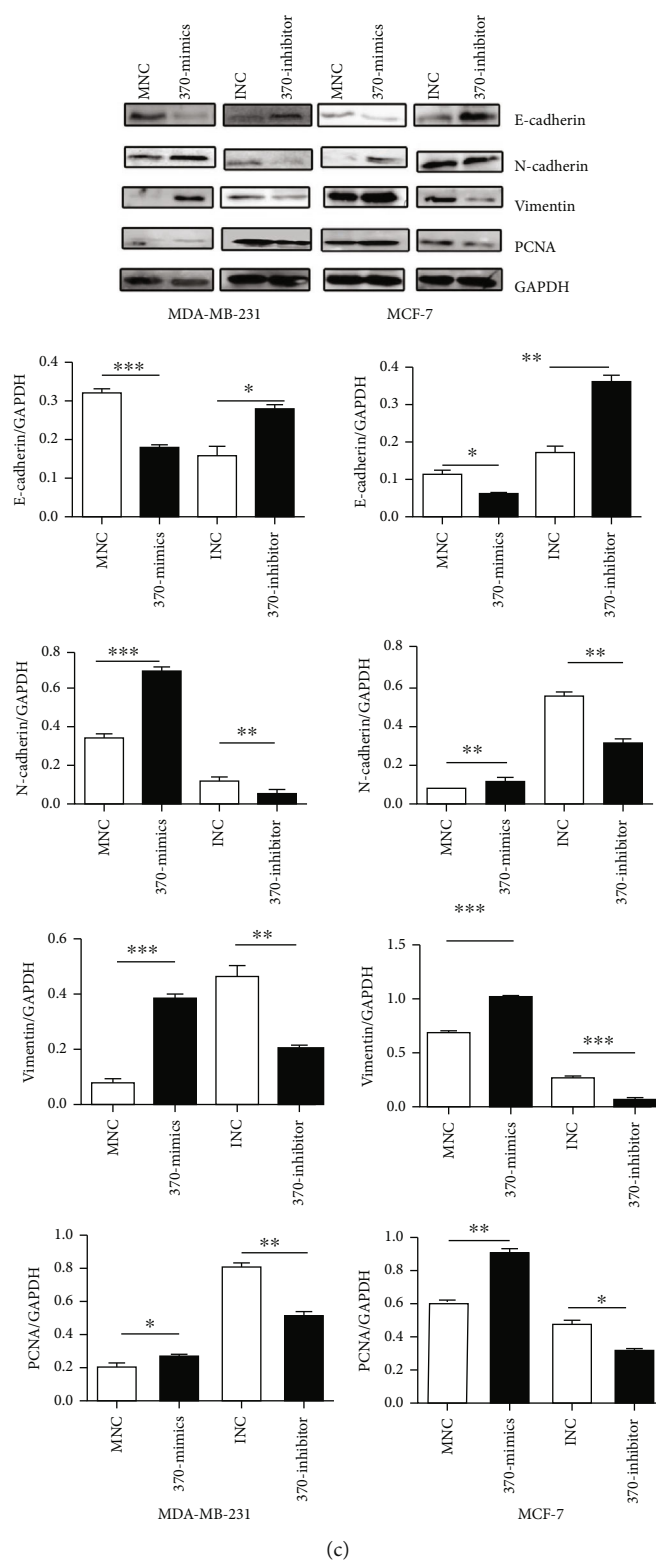 MNC 370-mimics INC 370-inhibitor MNC 370-mimics INC 370-inhibitor
E-cadherin
N-cadherin
Vimentin
PCNA
GAPDH
MDA-MB-231 MCF-7
E-cadherin/GAPDH
0.4
0.3
0.2
0.1
0.0
*** *
MNC 370-mimics INC 370-inhibitor
E-cadherin/GAPDH
0.4
0.3
0.2
0.1
0.0
* **
MNC 370-mimics INC 370-inhibitor
N-cadherin/GAPDH
0.8
0.6
0.4
0.2
0.0
*** **
MNC 370-mimics INC 370-inhibitor
N-cadherin/GAPDH
0.8
0.6
0.4
0.2
0.0
** **
MNC 370-mimics INC 370-inhibitor
Vimentin/GAPDH
0.6
0.4
0.2
0.0
*** **
MNC 370-mimics INC 370-inhibitor
Vimentin/GAPDH
1.5
1.0
0.5
0.0
*** ***
MNC 370-mimics INC 370-inhibitor
PCNA/GAPDH
1.0
0.8
0.6
0.4
0.2
0.0
* **
MNC 370-mimics INC 370-inhibitor
MDA-MB-231
PCNA/GAPDH
1.0
0.8
0.6
0.4
0.2
0.0
** *
MNC 370-mimics INC 370-inhibitor
MCF-7
(c)